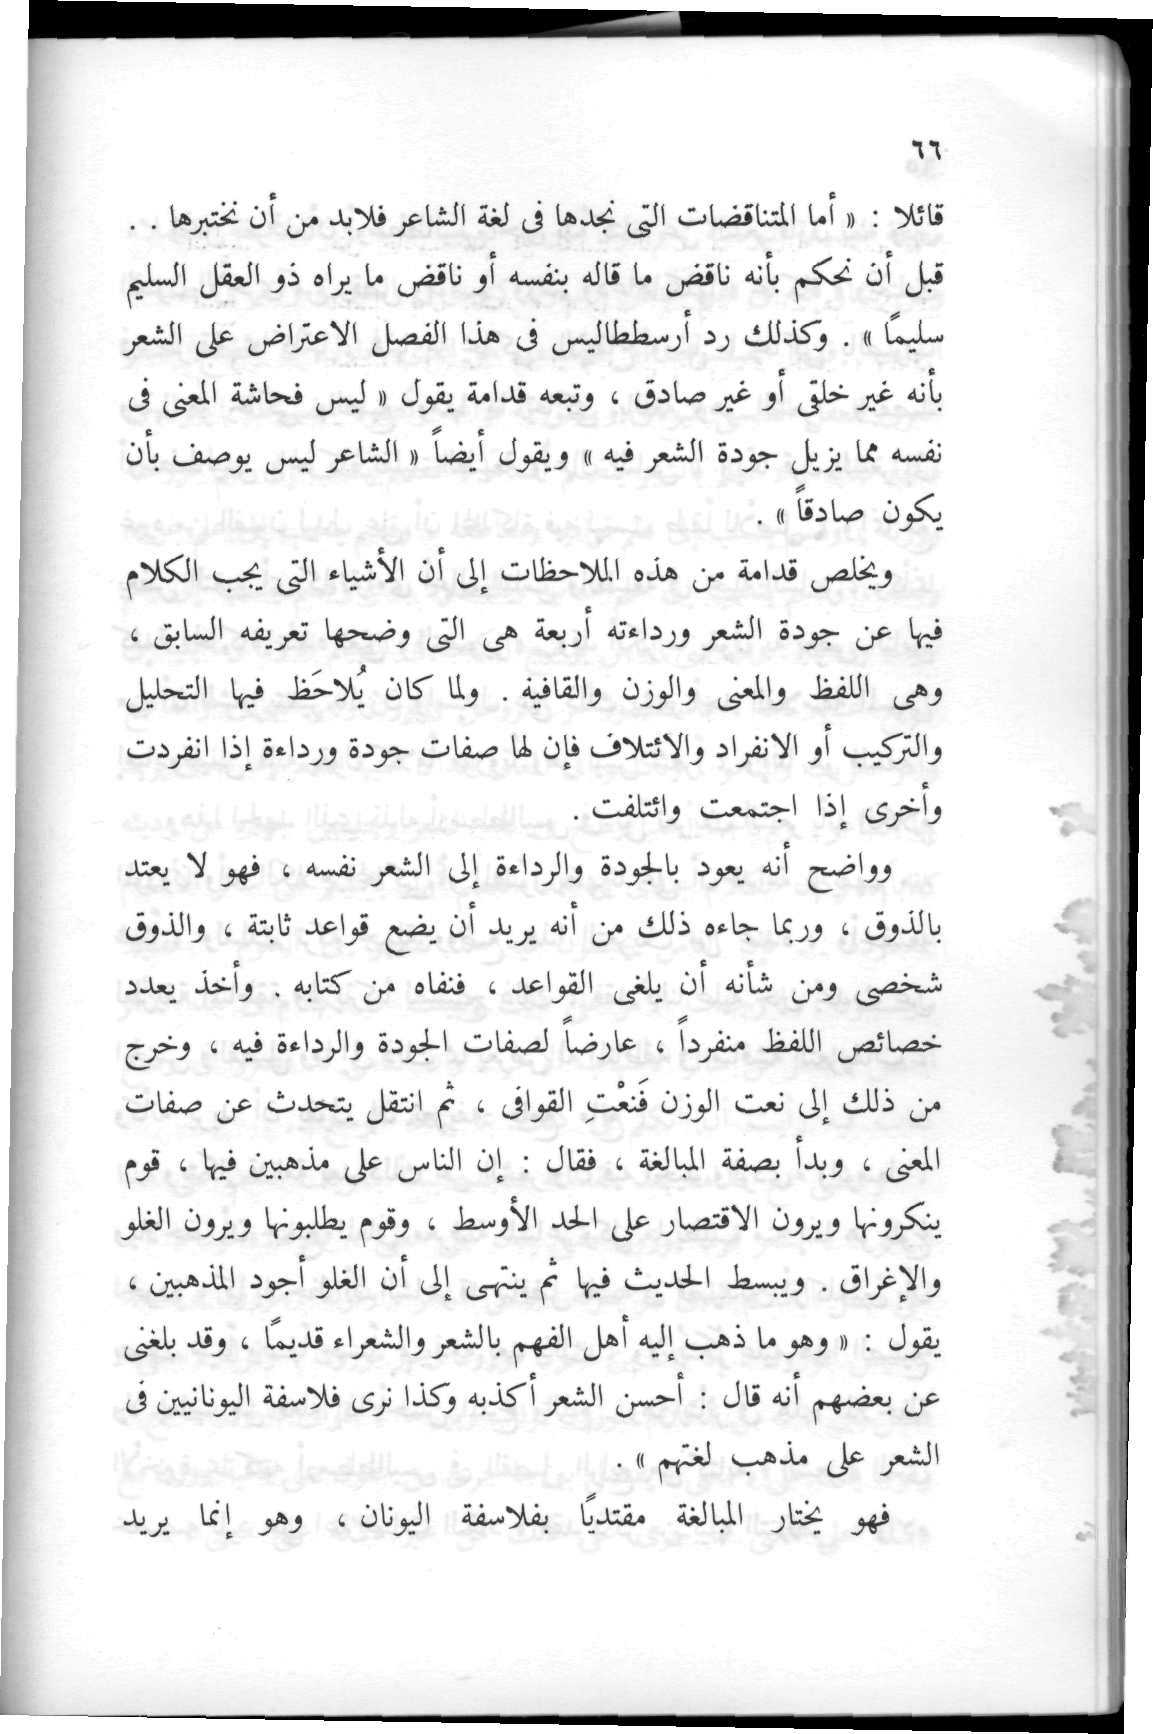 ٦٦
قائلا : « أما المتناقضات التى نجدها فى لغة الشاعر فلابد من أن نختبرها . .
قبل أن نحكم بأنه ناقض ما قاله بنفسه أو ناقض ما يراه ذو العقل السليم
سليمًا » . وكذلك رد أرسططاليس فى هذا الفصل الاعتراض على الشعر
بأنه غير خلقى أو غير صادق ، وتبعه قدامة يقول « ليس فحاشة المعنى فى
نفسه مما يزيل جودة الشعر فيه » ويقول أيضاً « الشاعر ليس يوصف بأن
يكون صادقاً » .
ويخلص قدامة من هذه الملاحظات إلى أن الأشياء التى يجب الكلام
فيها عن جودة الشعر ورداءته أربعة هى التى وضحها تعريفه السابق ،
وهى اللفظ والمعنى والوزن والقافية . ولما كان يُلاحَظ فيها التحليل
والتركيب أو الانفراد والائتلاف فإن لها صفات جودة ورداءة إذا انفردت
وأخرى إذا اجتمعت وائتلفت .
وواضح أنه يعود بالجودة والرداءة إلى الشعر نفسه ، فهو لا يعتد
بالذوق ، وربما جاءه ذلك من أنه يريد أن يضع قواعد ثابتة ، والذوق
شخصى ومن شأنه أن يلغى القواعد ، فنفاه من كتابه . وأخذ يعدد
خصائص اللفظ منفرداً ، عارضاً لصفات الجودة والرداءة فيه ، وخرج
من ذلك إلى نعت الوزن فَنعْتِ القوافى ، ثم انتقل يتحدث عن صفات
المعنى ، وبدأ بصفة المبالغة ، فقال : إن الناس على مذهبين فيها ، قوم
ينكرونها ويرون الاقتصار على الحد الأوسط ، وقوم يطلبونها ويرون الغلو
والإغراق . ويبسط الحديث فيها ثم ينتهى إلى أن الغلو أجود المذهبين ،
يقول : « وهو ما ذهب إليه أهل الفهم بالشعر والشعراء قديمًا ، وقد بلغنى
عن بعضهم أنه قال : أحسن الشعر أكذبه وكذا نرى فلاسفة اليونانيين فى
الشعر على مذهب لغتهم » .
فهو يختار المبالغة مقتديًا بفلاسفة اليونان ، وهو إنما يريد